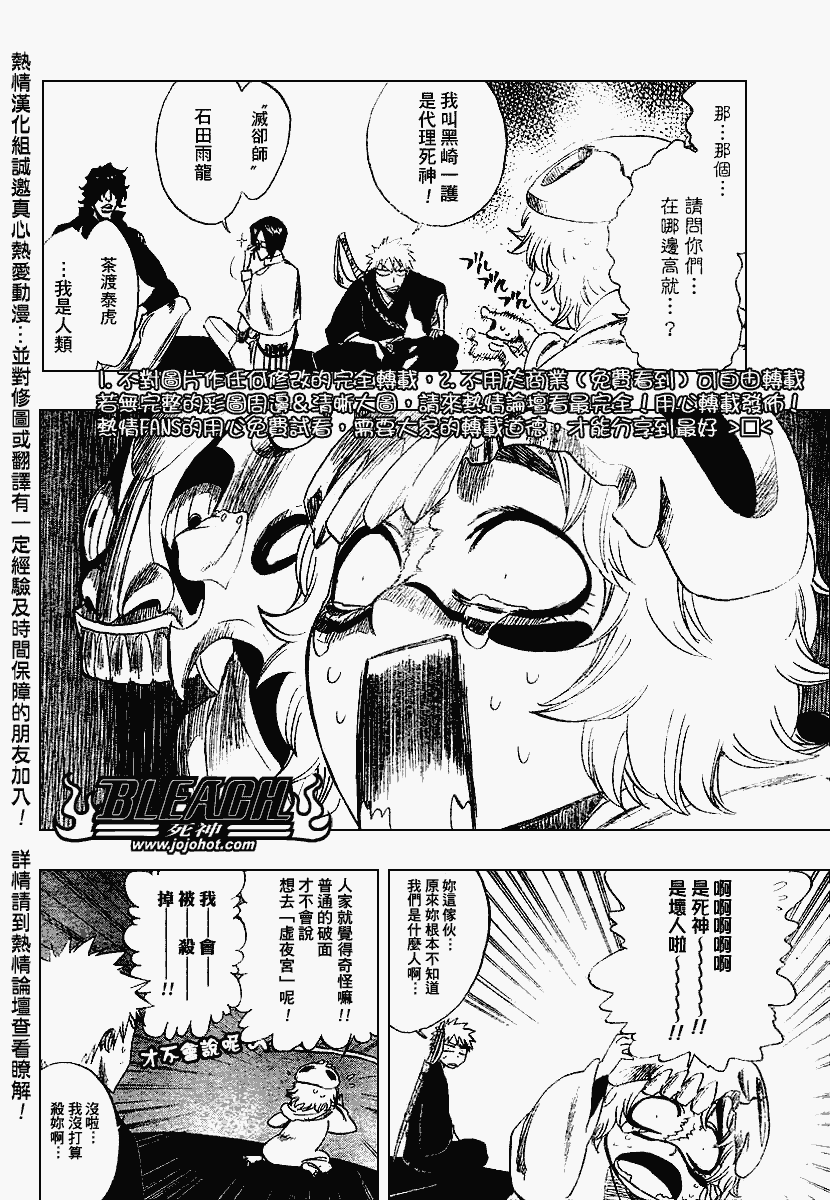 熱情漢化組誠邀真心熱愛動漫…並對修圖或翻譯有一定經驗及時間保障的朋友加入！
詳情請到熱情論壇查看瞭解！
那…那個…
請問你們…
在哪邊高就…？
我叫黑崎一護
是代理死神！
〝滅卻師〞
石田雨龍
茶渡泰虎
…我是人類
1. 不對圖片作任何修改的完全轉載，2. 不用於商業（免費看到）可自由轉載
若無完整的彩圖周邊&清晰大圖，請來熱情論壇看最完全！用心轉載發佈！
熱情FANS的用心免費試看，需要大家的轉載道德，才能分享到最好 >口<
BLEACH
死神
www.jojohot.com
啊啊啊啊啊
是死神～～～～!!
是壞人啦～～～～!!
妳這傢伙…
原來妳根本不知道
我們是什麼人啊…
人家就覺得奇怪嘛!!
普通的破面
才不會說
想去「虛夜宮」呢！
我會
被殺
掉!!
才不會說呢
沒啦…
我沒打算
殺妳啊…